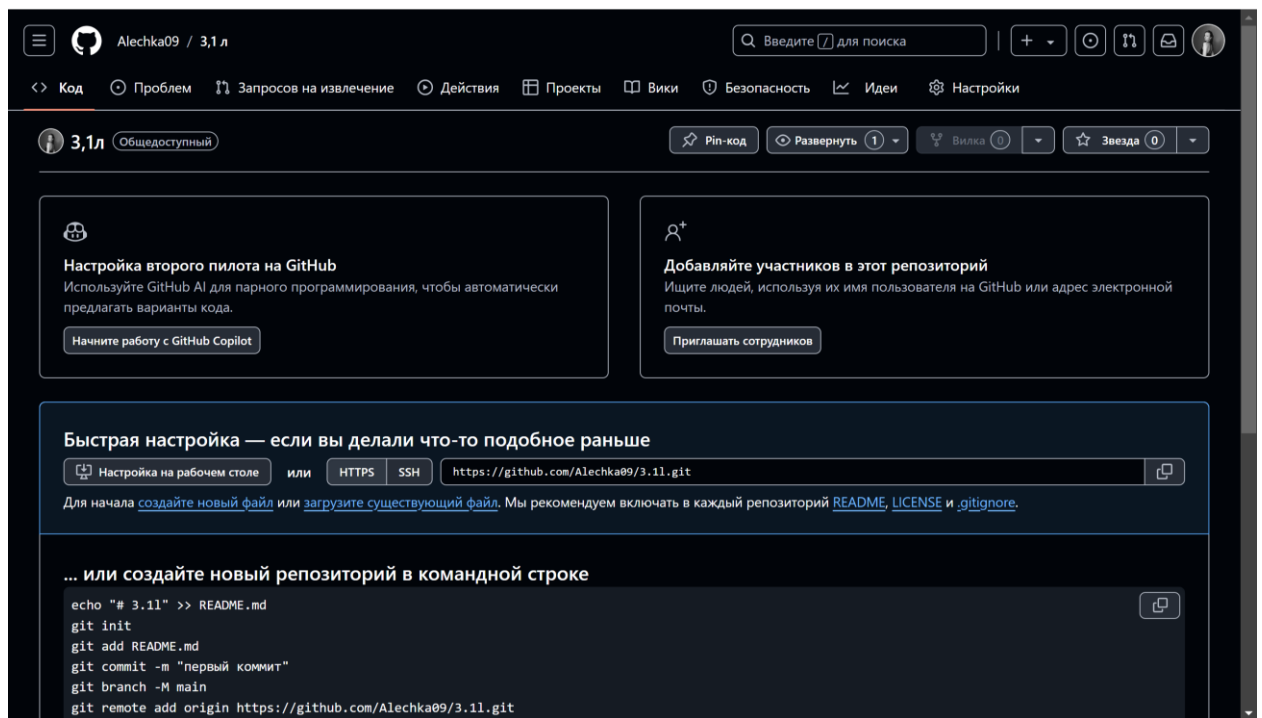 Alechka09 / 3,1 л
Введите / для поиска
Код Проблем Запросов на извлечение Действия Проекты Вики Безопасность Идеи Настройки
3,1л Общедоступный
Pin-код Развернуть 1 Вилка 0 Звезда 0
Настройка второго пилота на GitHub
Используйте GitHub AI для парного программирования, чтобы автоматически
предлагать варианты кода.
Начните работу с GitHub Copilot
Добавляйте участников в этот репозиторий
Ищите людей, используя их имя пользователя на GitHub или адрес электронной
почты.
Приглашать сотрудников
Быстрая настройка — если вы делали что-то подобное раньше
Настройка на рабочем столе или HTTPS SSH https://github.com/Alechka09/3.1l.git
Для начала создайте новый файл или загрузите существующий файл. Мы рекомендуем включать в каждый репозиторий README, LICENSE и .gitignore.
... или создайте новый репозиторий в командной строке
echo "# 3.1l" >> README.md
git init
git add README.md
git commit -m "первый коммит"
git branch -M main
git remote add origin https://github.com/Alechka09/3.1l.git